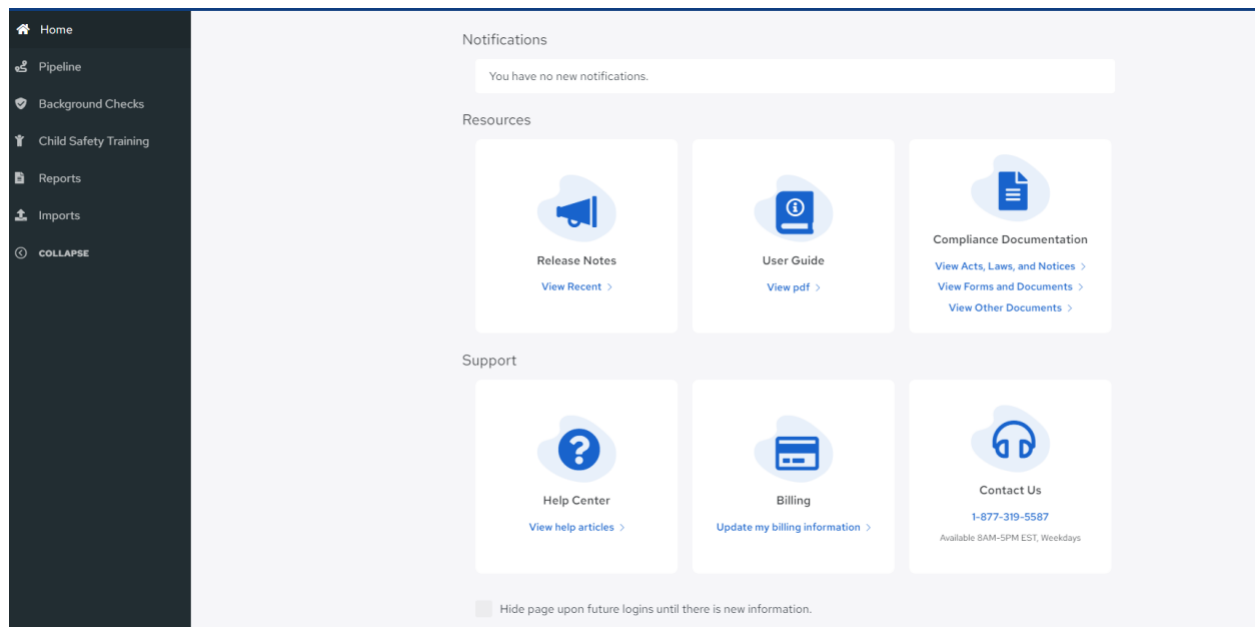 Home
Pipeline
Background Checks
Child Safety Training
Reports
Imports
COLLAPSE
Notifications
You have no new notifications.
Resources
Release Notes
View Recent >
User Guide
View pdf >
Compliance Documentation
View Acts, Laws, and Notices >
View Forms and Documents >
View Other Documents >
Support
Help Center
View help articles >
Billing
Update my billing information >
Contact Us
1-877-319-5587
Available 8AM-5PM EST, Weekdays
Hide page upon future logins until there is new information.